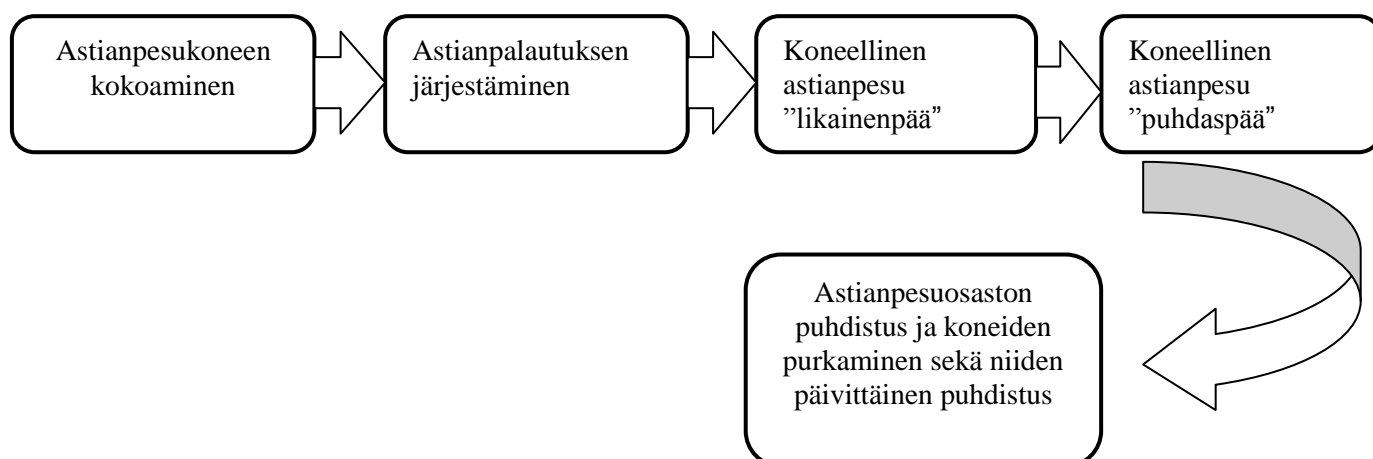 Astianpesukoneen
kokoaminen
Astianpalautuksen
järjestäminen
Koneellinen
astianpesu
”likainenpää”
Koneellinen
astianpesu
”puhdaspää”
Astianpesuosaston
puhdistus ja koneiden
purkaminen sekä niiden
päivittäinen puhdistus